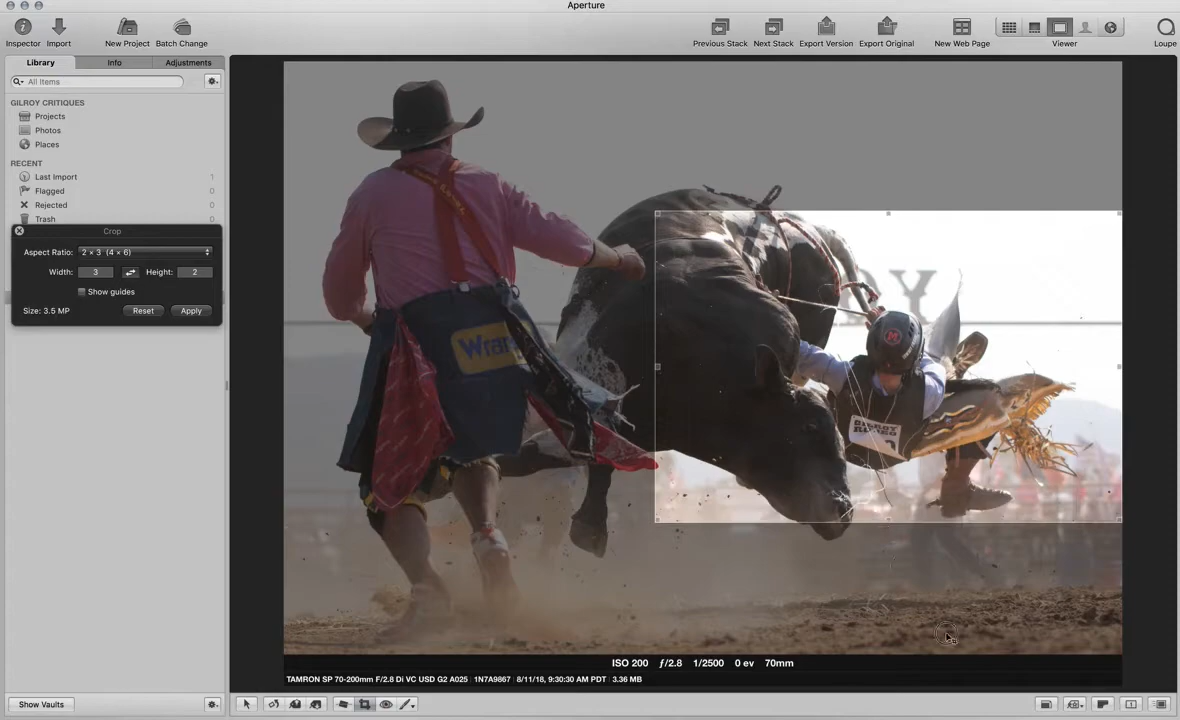 Aperture
Inspector
Import
New Project
Batch Change
Previous Stack
Next Stack
Export Version
Export Original
New Web Page
Viewer
Loupe
Library
Info
Adjustments
All Items
GILROY CRITIQUES
Projects
Photos
Places
RECENT
Last Import 1
Flagged 0
Rejected 0
Trash 0
Crop
Aspect Ratio: 2 × 3 (4 × 6)
Width: 3 Height: 2
Show guides
Size: 3.5 MP
Reset
Apply
Wran
ROY
GILROY
RODEO
ISO 200 ƒ/2.8 1/2500 0 ev 70mm
TAMRON SP 70-200mm F/2.8 Di VC USD G2 A025 1N7A9867 8/11/18, 9:30:30 AM PDT 3.36 MB
Show Vaults